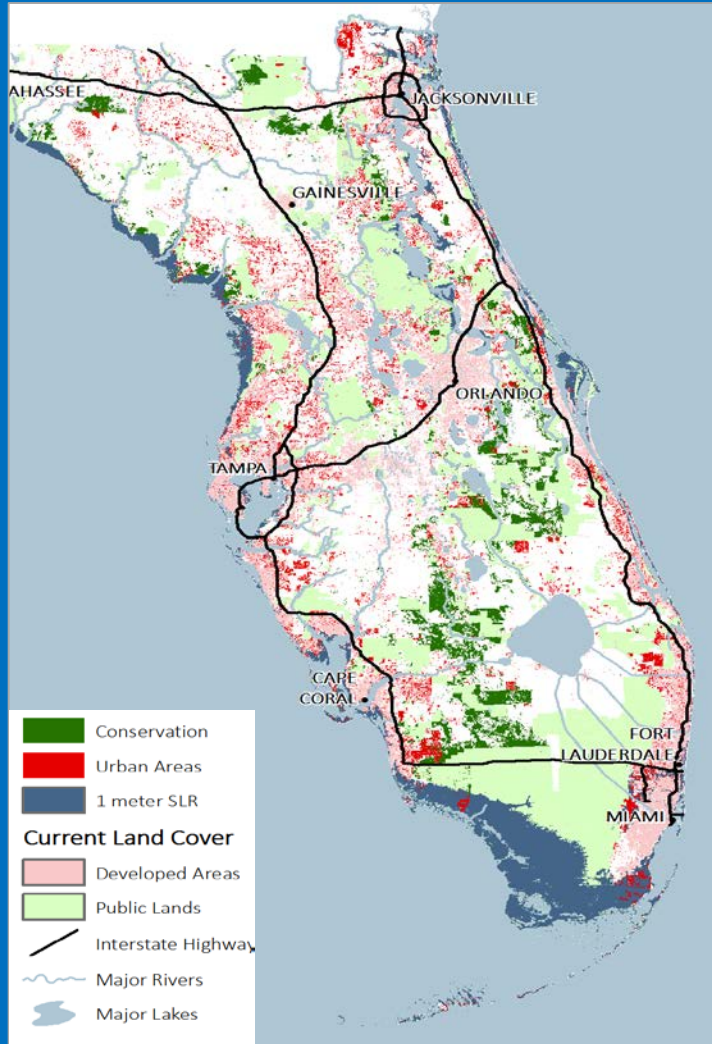 AHASSEE
JACKSONVILLE
GAINESVILLE
ORLANDO
TAMPA
CAPE
CORAL
FORT
LAUDERDALE
MIAMI
Conservation
Urban Areas
1 meter SLR
Current Land Cover
Developed Areas
Public Lands
Interstate Highway
Major Rivers
Major Lakes